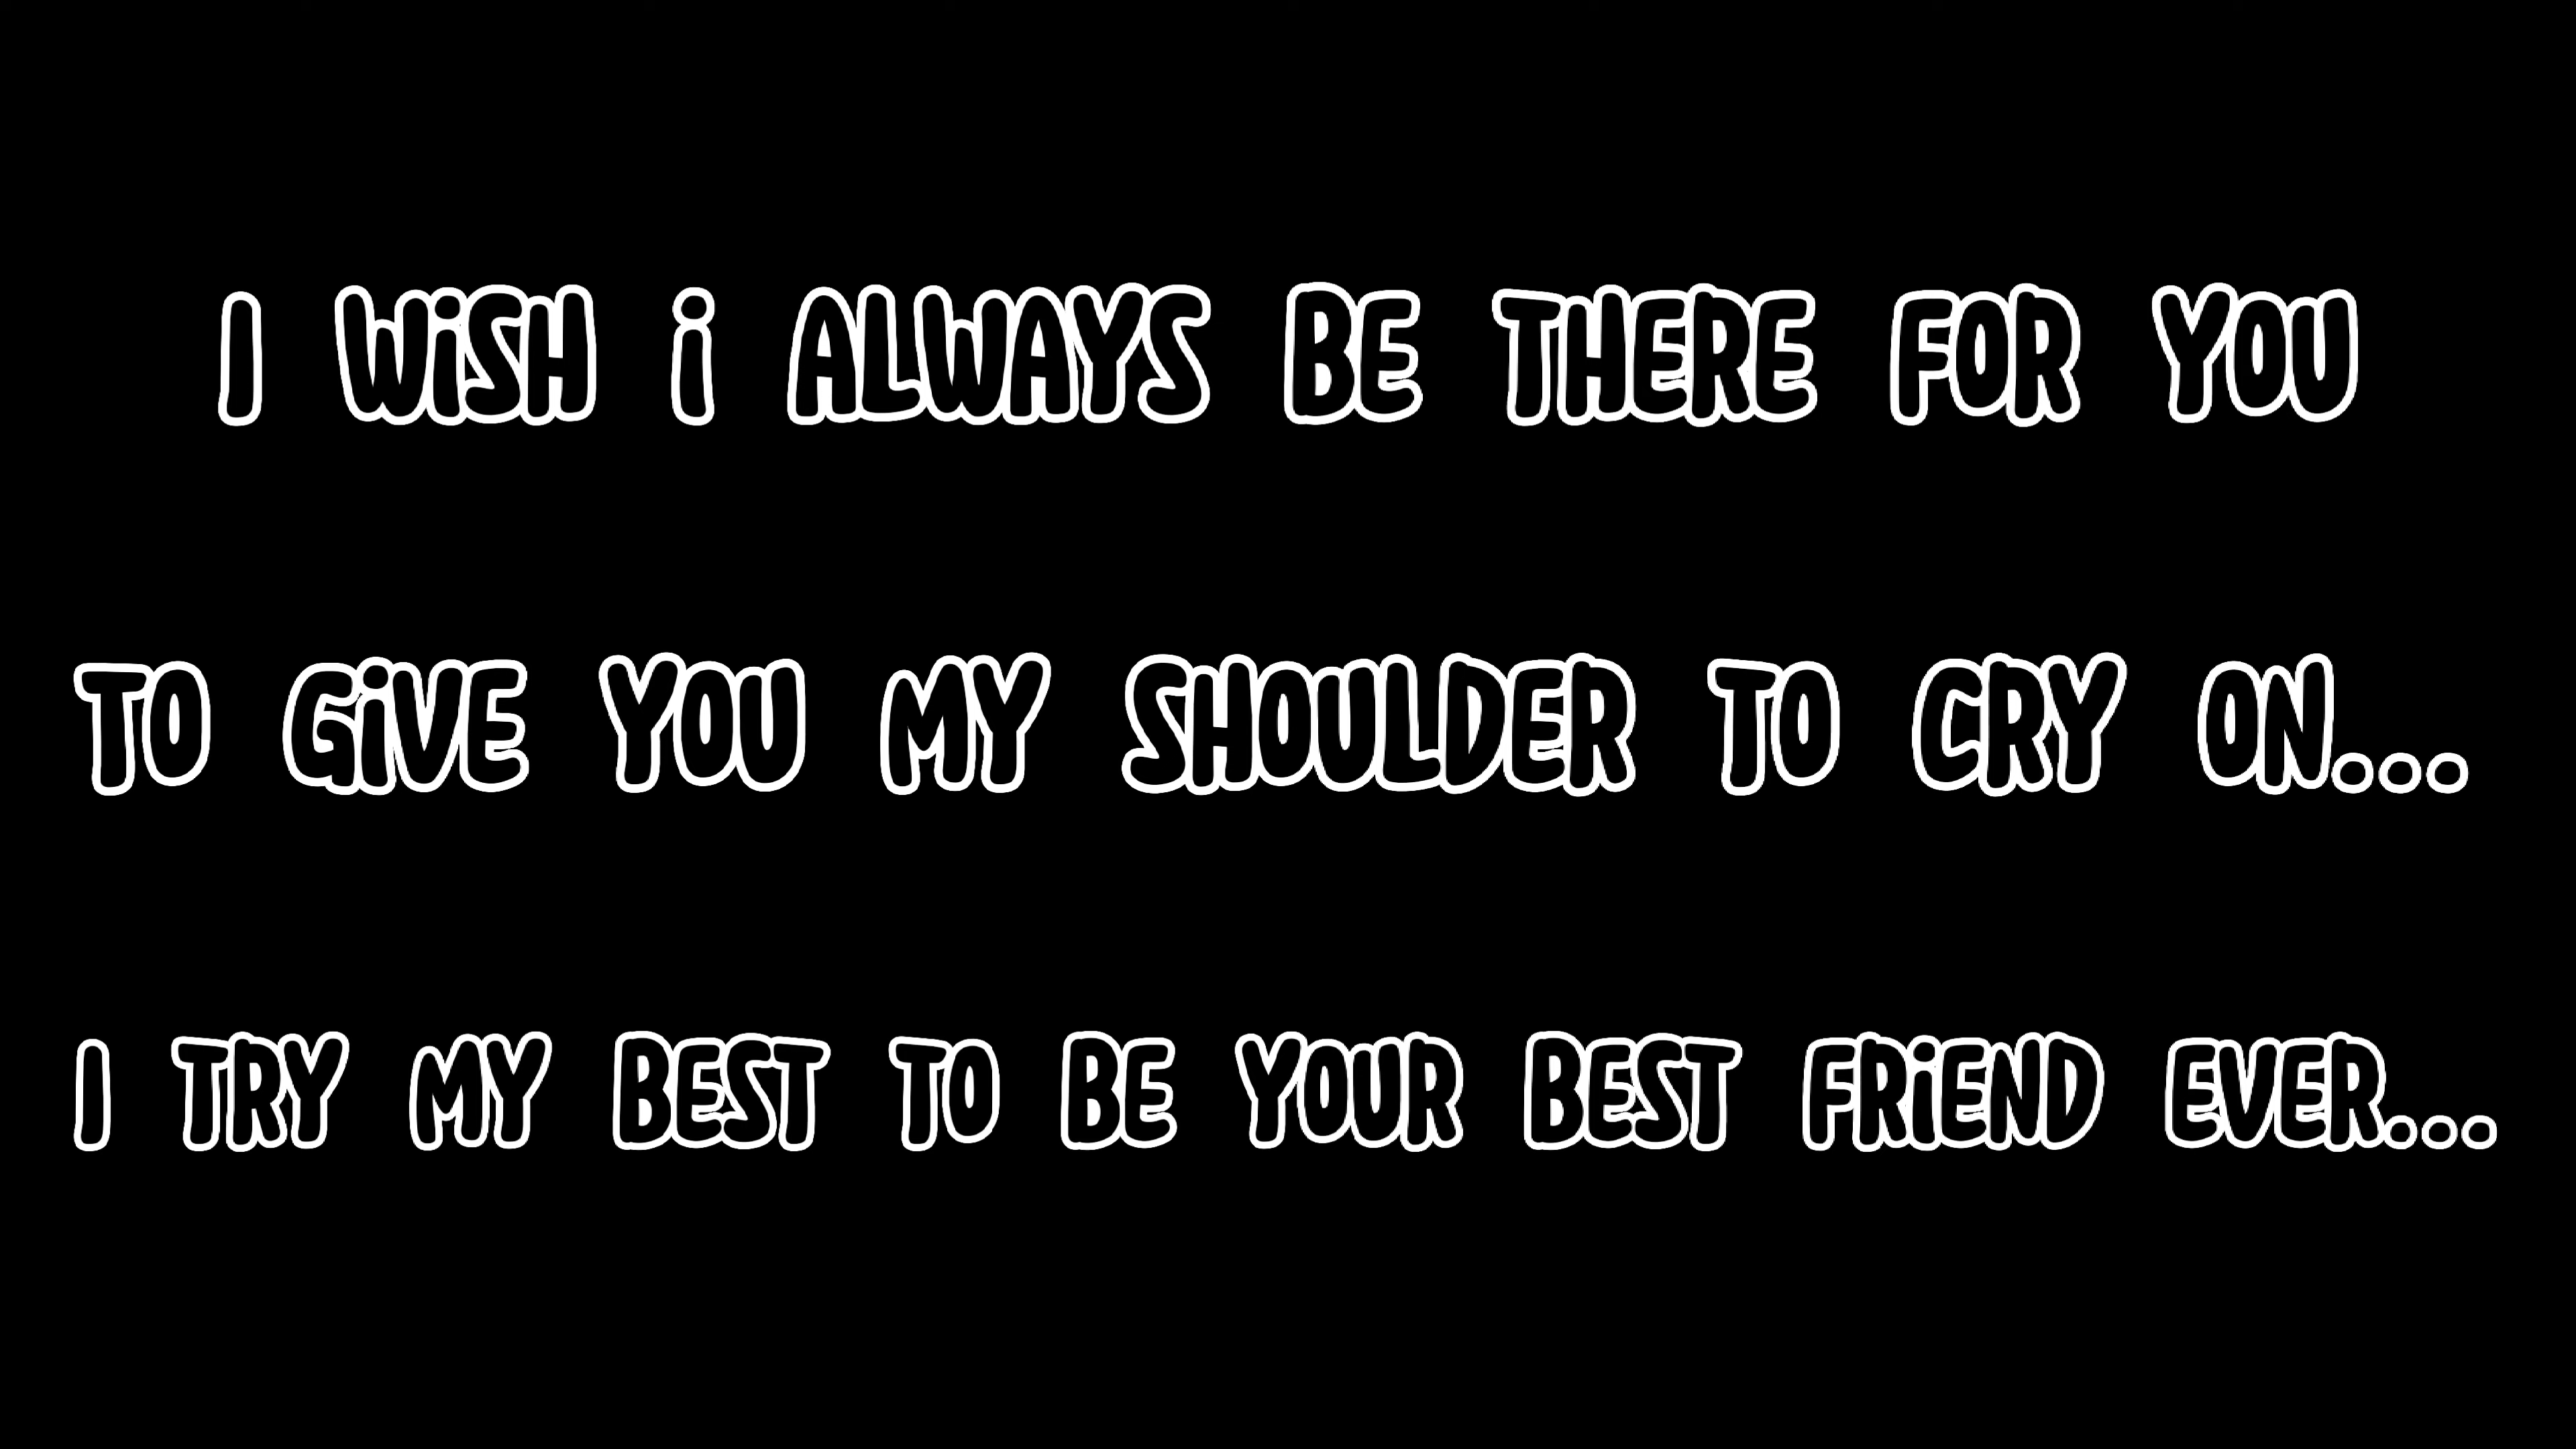 I WiSH i ALWAYS BE THERE FOR YOU
TO GiVE YOU MY SHOULDER TO CRY ON...
I TRY MY BEST TO BE YOUR BEST FRiEND EVER...